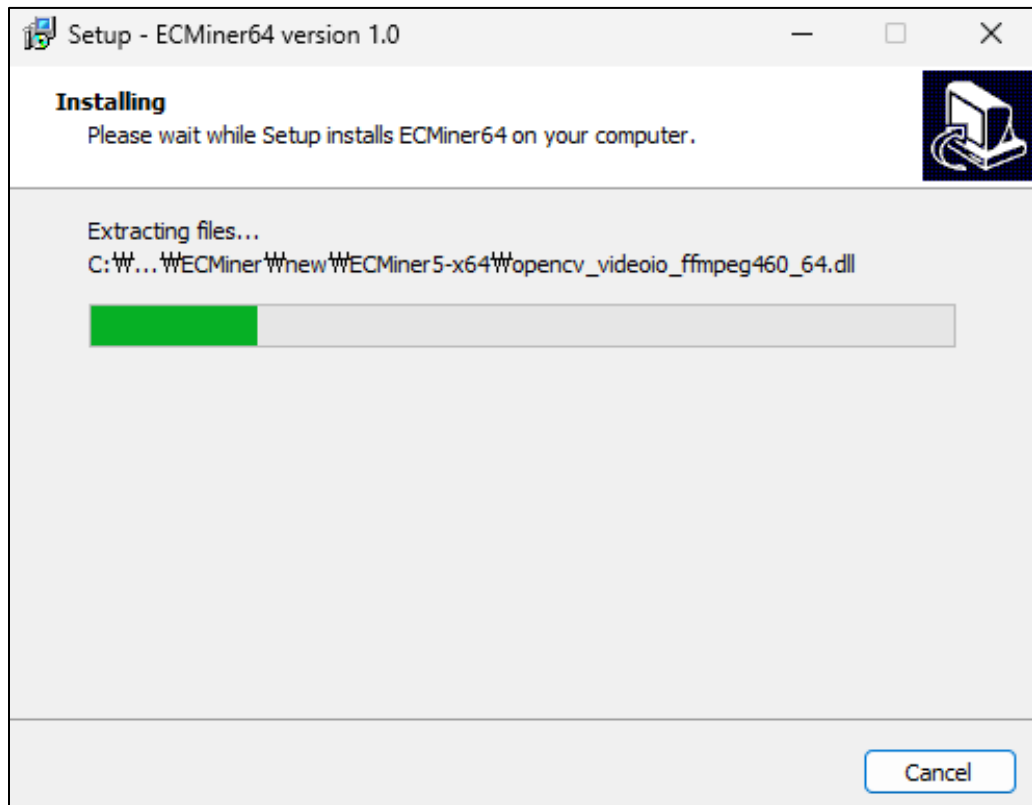 Setup - ECMiner64 version 1.0
Installing
Please wait while Setup installs ECMiner64 on your computer.
Extracting files...
C:₩...₩ECMiner₩new₩ECMiner5-x64₩opencv_videoio_ffmpeg460_64.dll
Cancel